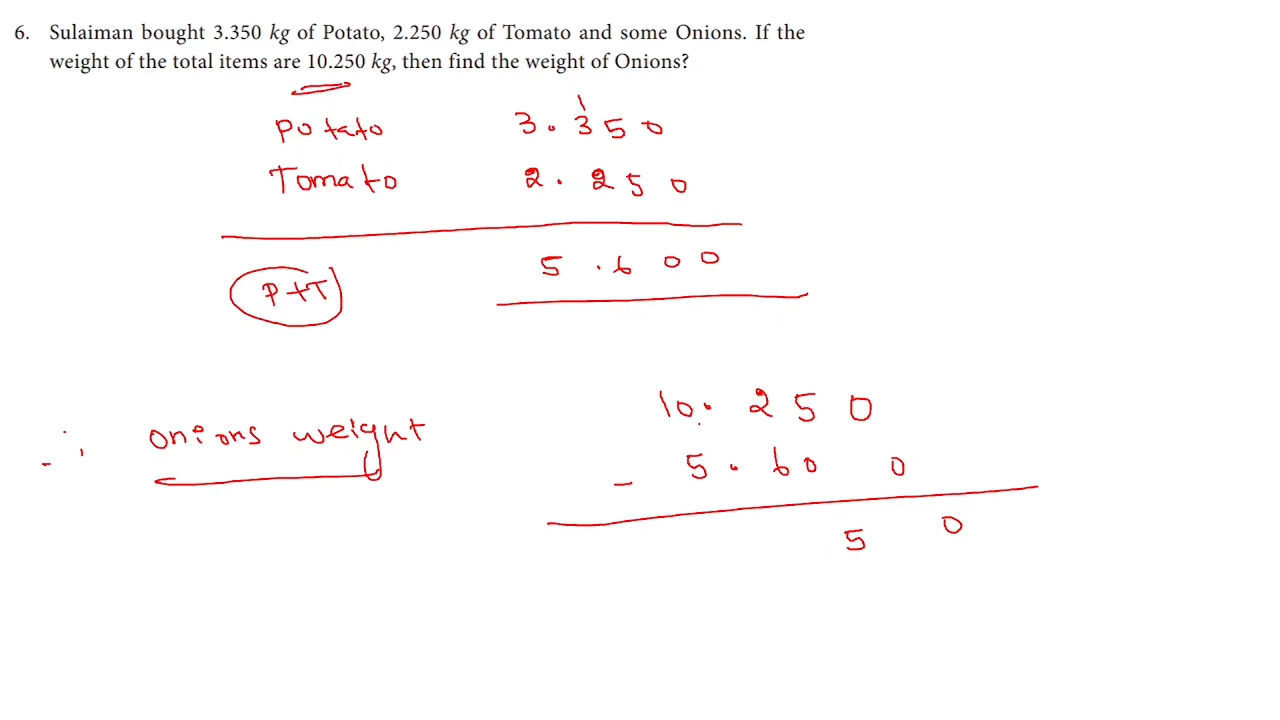 6. Sulaiman bought 3.350 kg of Potato, 2.250 kg of Tomato and some Onions. If the
weight of the total items are 10.250 kg, then find the weight of Onions?
1
Potato 3.350
Tomato 2.250
P+T 5.600
10.250
∴ onions weight
- 5.600
50